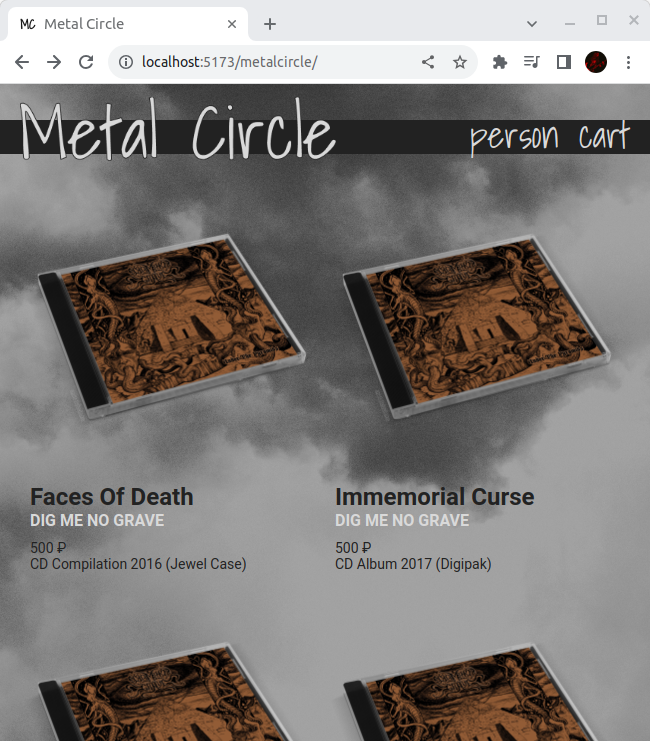 MC Metal Circle
localhost:5173/metalcircle/
Metal Circle
person cart
Faces Of Death
DIG ME NO GRAVE
500 ₽
CD Compilation 2016 (Jewel Case)
Immemorial Curse
DIG ME NO GRAVE
500 ₽
CD Album 2017 (Digipak)